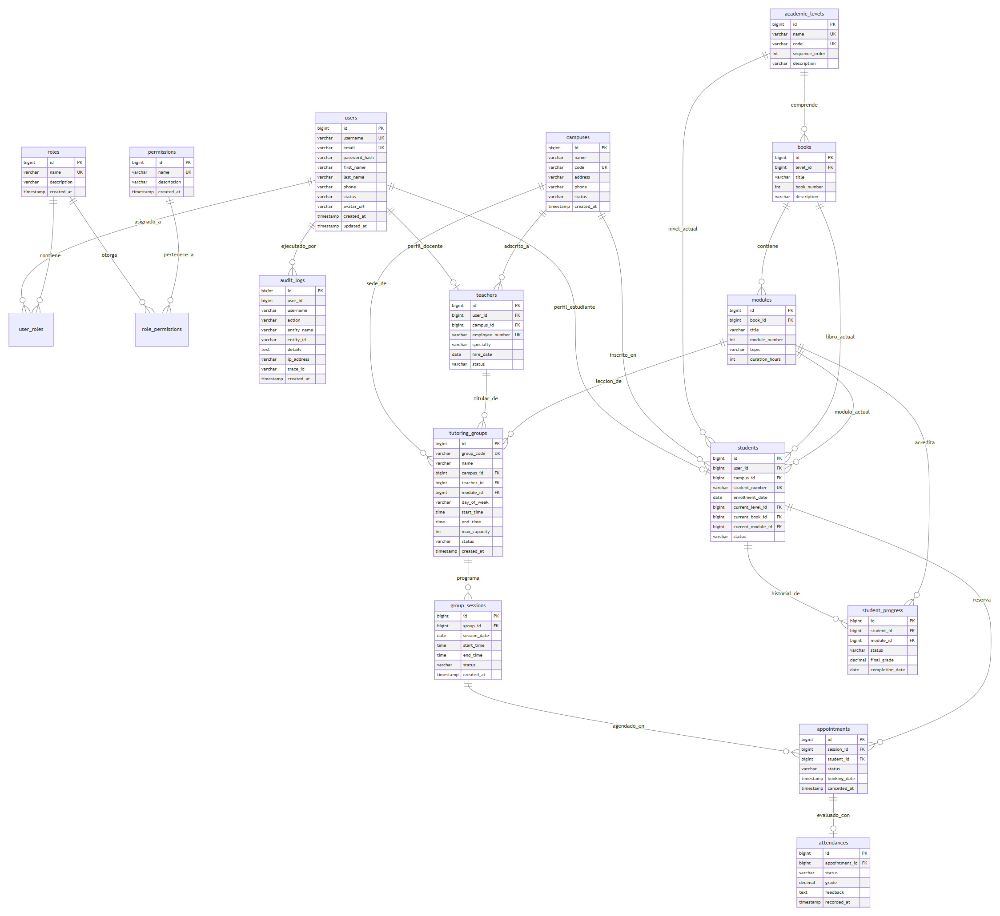 academic_levels
bigint id PK
varchar name UK
varchar code UK
int sequence_order
varchar description
comprende
users
bigint id PK
varchar username UK
varchar email UK
varchar password_hash
varchar first_name
varchar last_name
varchar phone
varchar status
varchar avatar_url
timestamp created_at
timestamp updated_at
campuses
bigint id PK
varchar name
varchar code UK
varchar address
varchar phone
varchar status
timestamp created_at
books
bigint id PK
bigint level_id FK
varchar title
int book_number
varchar description
roles
bigint id PK
varchar name UK
varchar description
timestamp created_at
permissions
bigint id PK
varchar name UK
varchar description
timestamp created_at
asignado_a
nivel_actual
ejecutado_por
perfil_docente
adscrito_a
contiene
contiene
otorga
pertenece_a
sede_de
audit_logs
bigint id PK
bigint user_id
varchar username
varchar action
varchar entity_name
varchar entity_id
text details
varchar ip_address
varchar trace_id
timestamp created_at
teachers
bigint id PK
bigint user_id FK
bigint campus_id FK
varchar employee_number UK
varchar specialty
date hire_date
varchar status
perfil_estudiante
modules
bigint id PK
bigint book_id FK
varchar title
int module_number
varchar topic
int duration_hours
user_roles
role_permissions
libro_actual
inscrito_en
leccion_de
titular_de
modulo_actual
acredita
tutoring_groups
bigint id PK
varchar group_code UK
varchar name
bigint campus_id FK
bigint teacher_id FK
bigint module_id FK
varchar day_of_week
time start_time
time end_time
int max_capacity
varchar status
timestamp created_at
students
bigint id PK
bigint user_id FK
bigint campus_id FK
varchar student_number UK
date enrollment_date
bigint current_level_id FK
bigint current_book_id FK
bigint current_module_id FK
varchar status
programa
historial_de
reserva
group_sessions
bigint id PK
bigint group_id FK
date session_date
time start_time
time end_time
varchar status
timestamp created_at
student_progress
bigint id PK
bigint student_id FK
bigint module_id FK
varchar status
decimal final_grade
date completion_date
agendado_en
appointments
bigint id PK
bigint session_id FK
bigint student_id FK
varchar status
timestamp booking_date
timestamp cancelled_at
evaluado_con
attendances
bigint id PK
bigint appointment_id FK
varchar status
decimal grade
text feedback
timestamp recorded_at